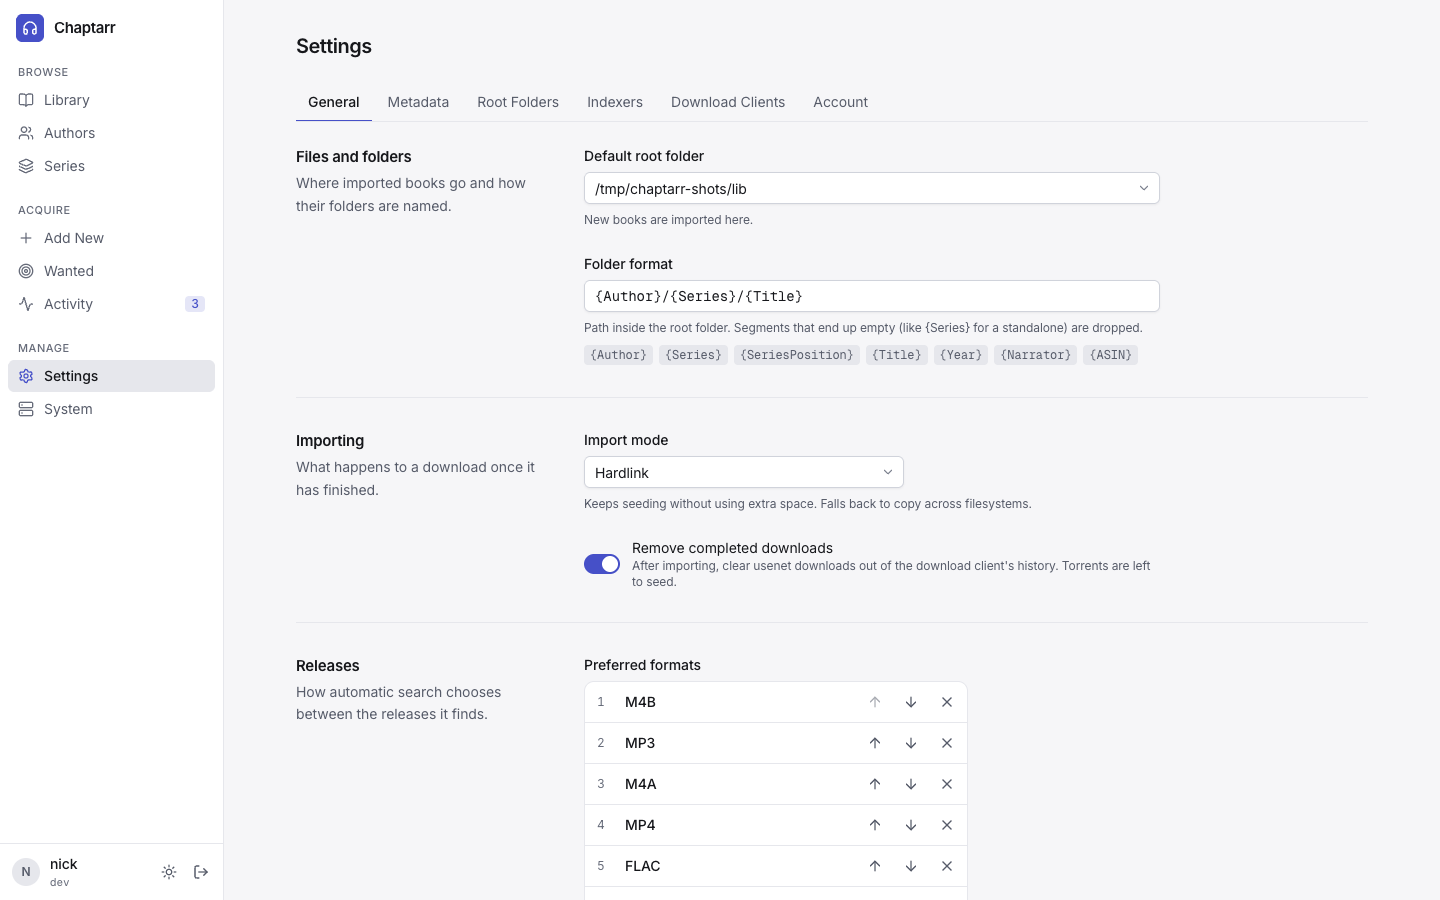 Chaptarr
BROWSE
Library
Authors
Series
ACQUIRE
Add New
Wanted
Activity 3
MANAGE
Settings
System
N
nick
dev
Settings
General Metadata Root Folders Indexers Download Clients Account
Files and folders
Where imported books go and how
their folders are named.
Default root folder
/tmp/chaptarr-shots/lib
New books are imported here.
Folder format
{Author}/{Series}/{Title}
Path inside the root folder. Segments that end up empty (like {Series} for a standalone) are dropped.
{Author} {Series} {SeriesPosition} {Title} {Year} {Narrator} {ASIN}
Importing
What happens to a download once it
has finished.
Import mode
Hardlink
Keeps seeding without using extra space. Falls back to copy across filesystems.
Remove completed downloads
After importing, clear usenet downloads out of the download client's history. Torrents are left
to seed.
Releases
How automatic search chooses
between the releases it finds.
Preferred formats
1 M4B
2 MP3
3 M4A
4 MP4
5 FLAC